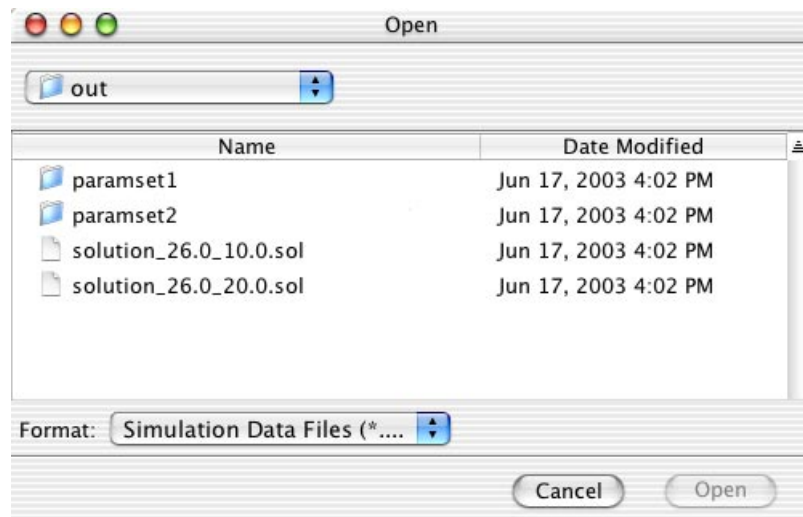 Open
out
Name Date Modified
paramset1 Jun 17, 2003 4:02 PM
paramset2 Jun 17, 2003 4:02 PM
solution_26.0_10.0.sol Jun 17, 2003 4:02 PM
solution_26.0_20.0.sol Jun 17, 2003 4:02 PM
Format: Simulation Data Files (*....
Cancel Open